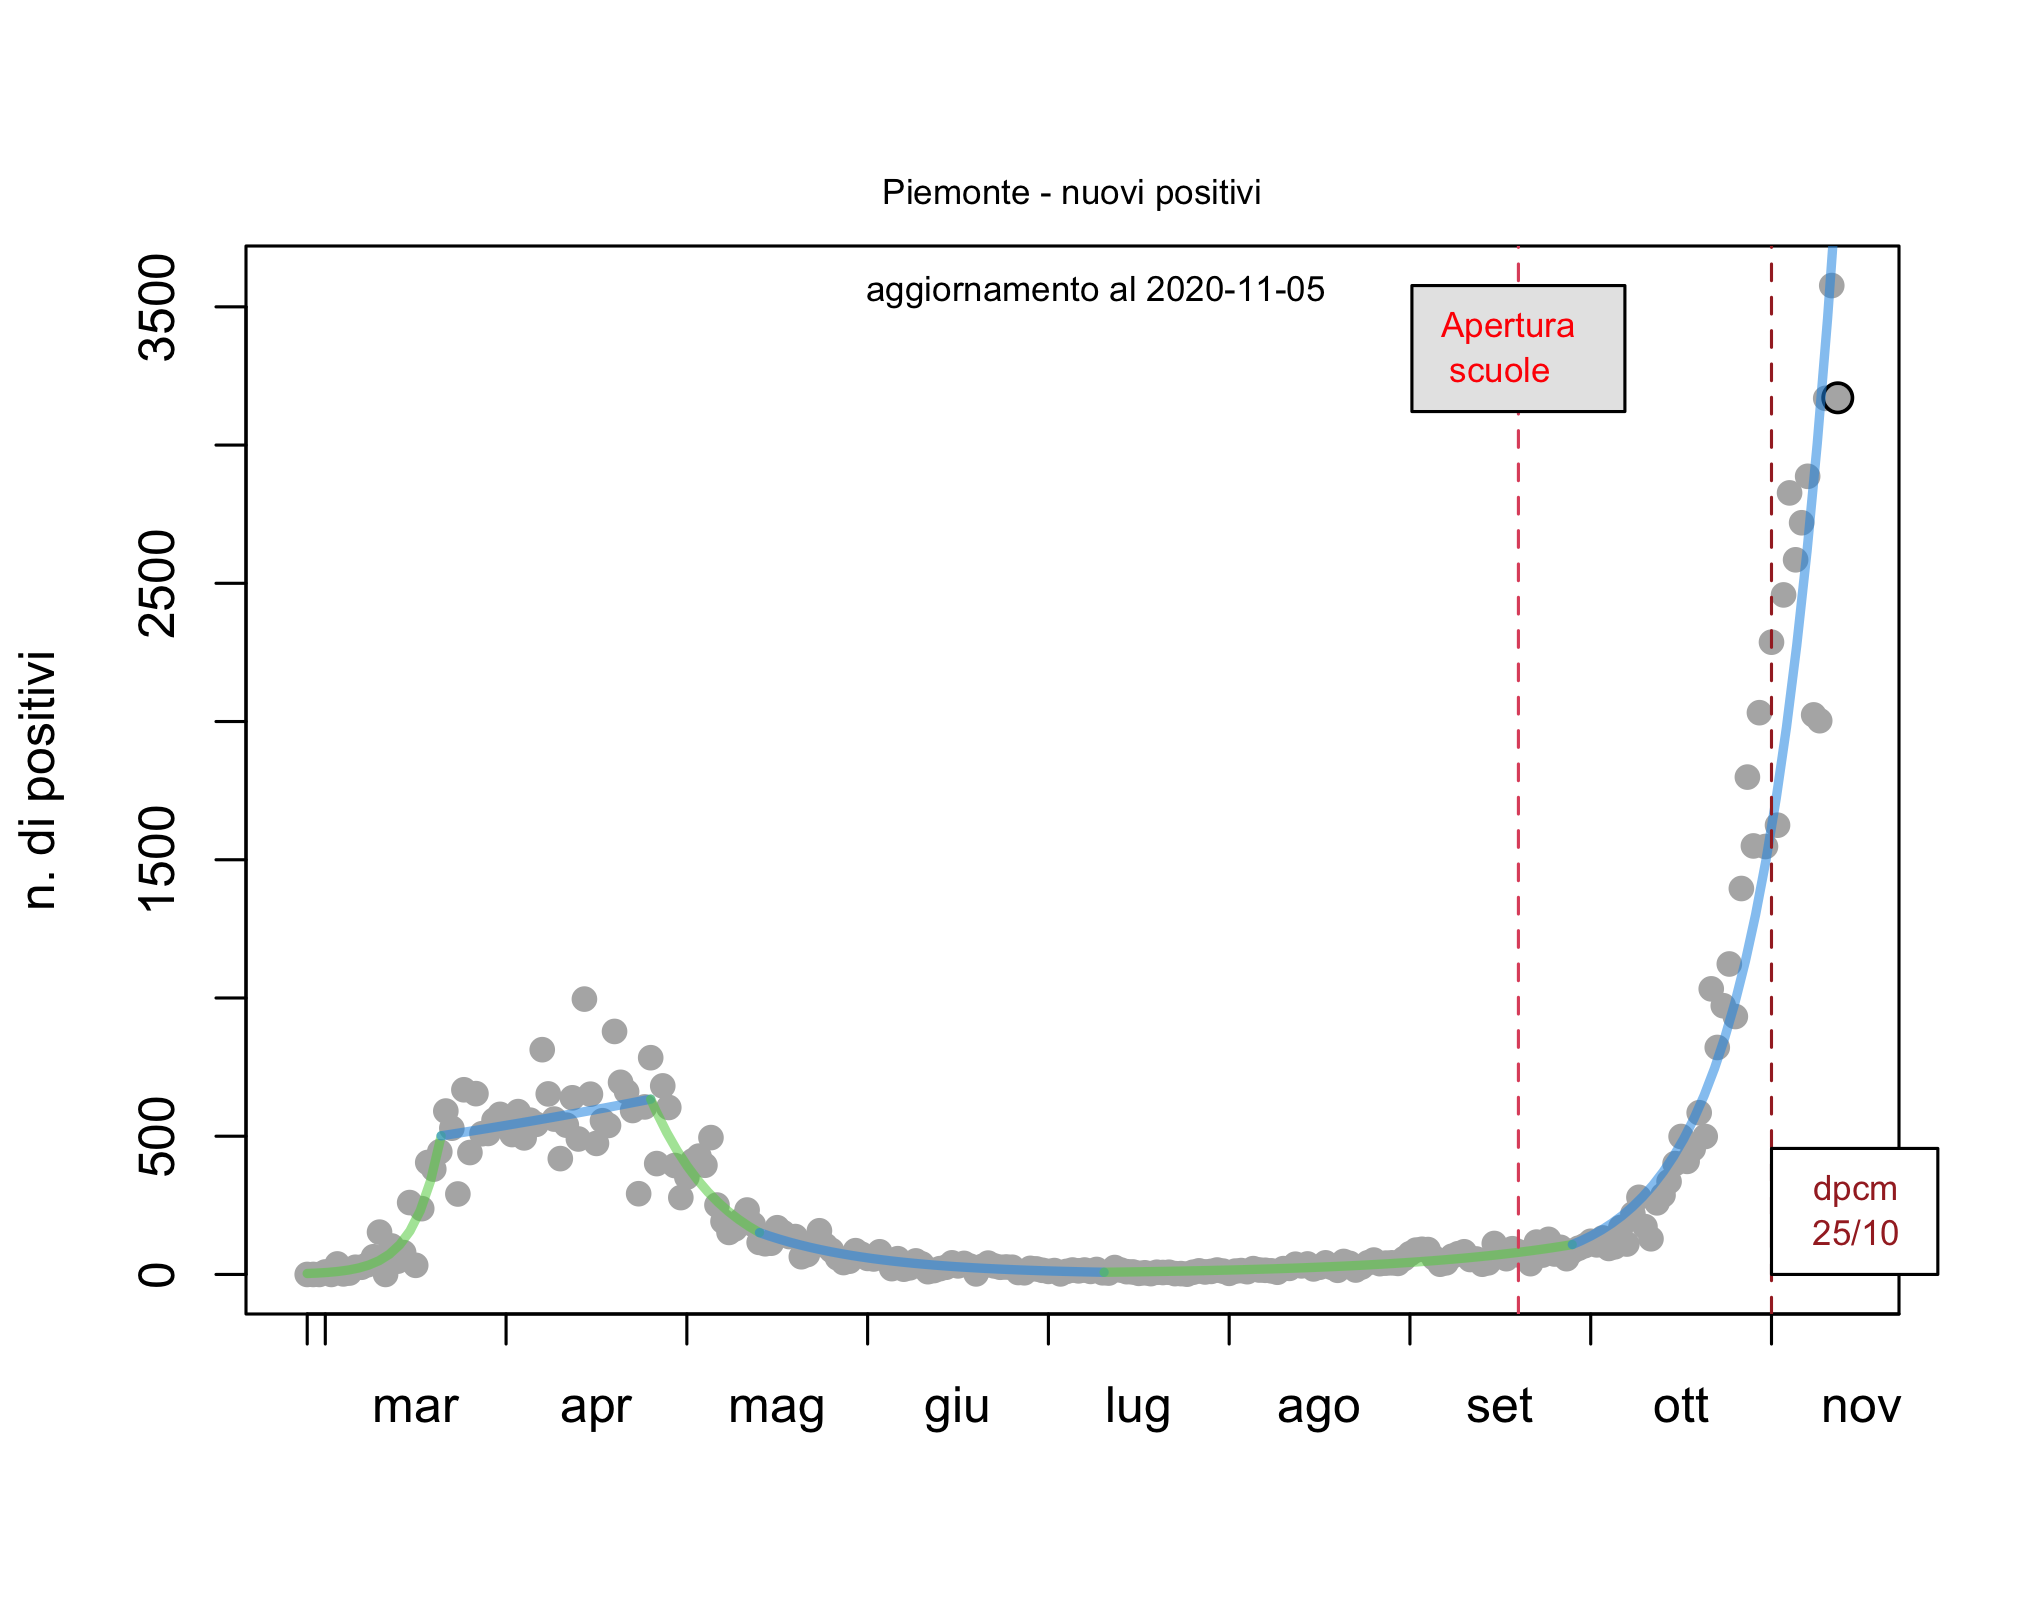 Piemonte - nuovi positivi
aggiornamento al 2020-11-05
Apertura
scuole
dpcm
25/10
n. di positivi
3500
2500
1500
500
0
mar apr mag giu lug ago set ott nov